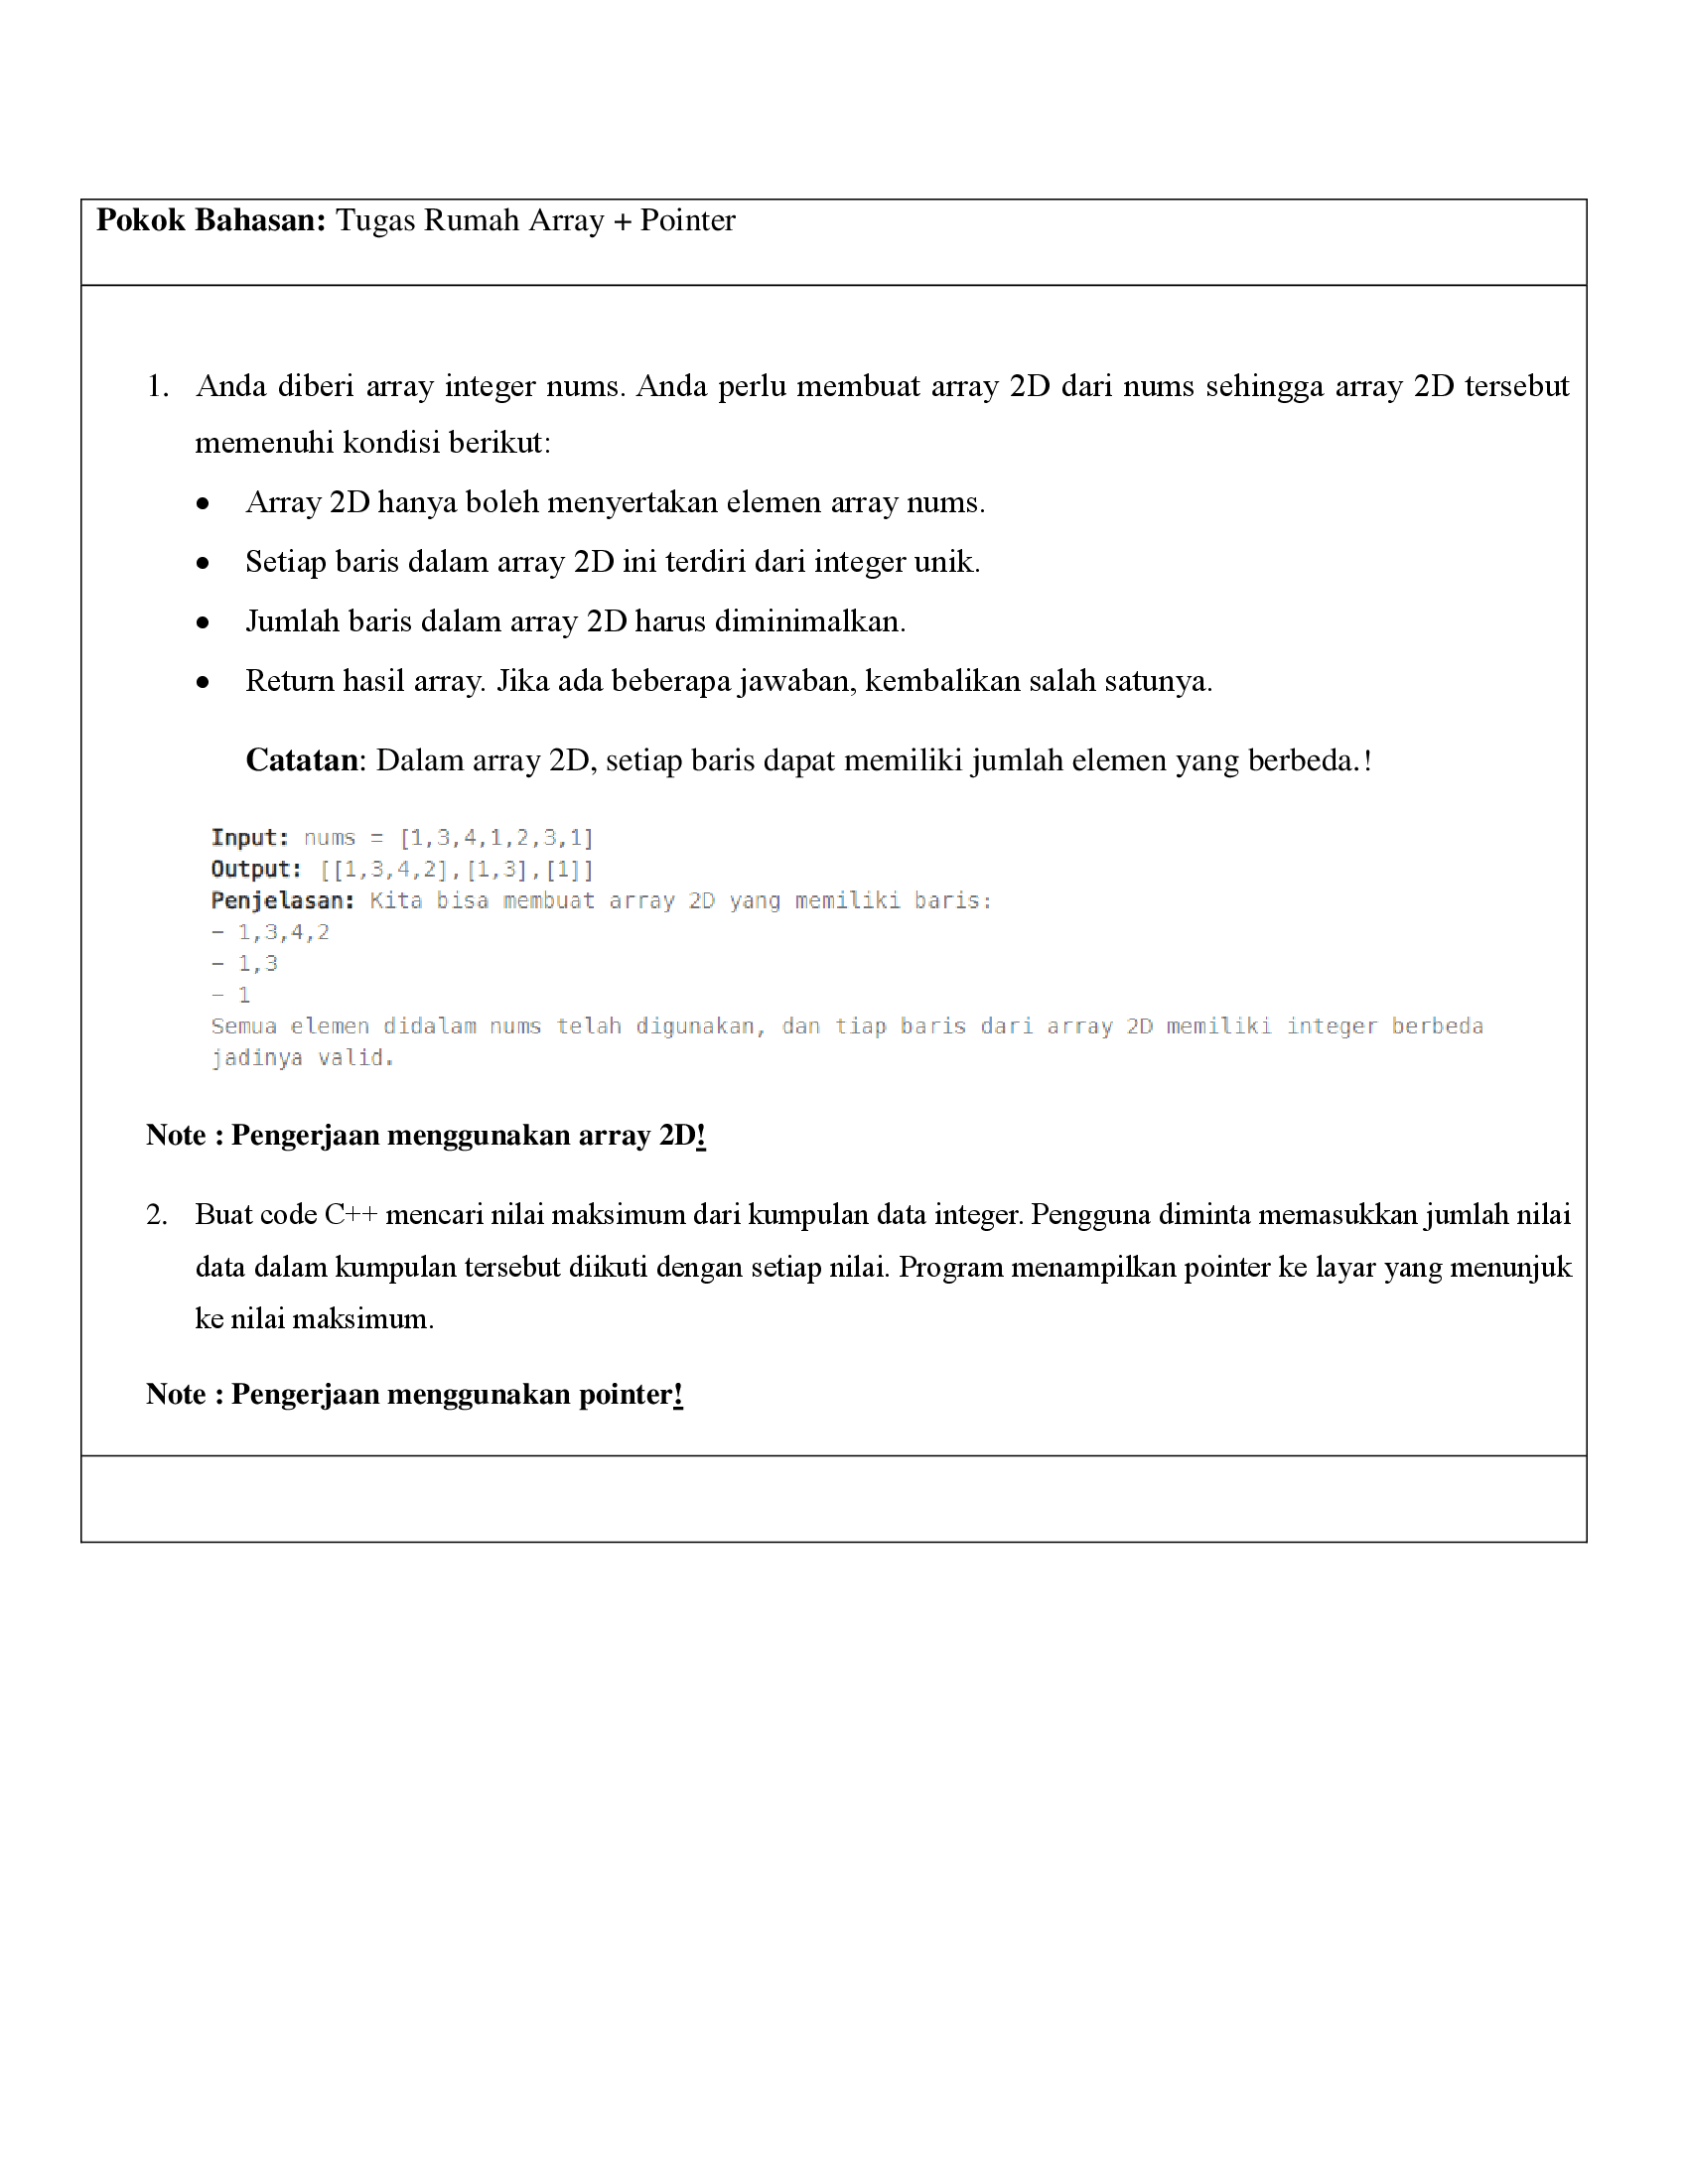 Pokok Bahasan: Tugas Rumah Array + Pointer
1. Anda diberi array integer nums. Anda perlu membuat array 2D dari nums sehingga array 2D tersebut
memenuhi kondisi berikut:
• Array 2D hanya boleh menyertakan elemen array nums.
• Setiap baris dalam array 2D ini terdiri dari integer unik.
• Jumlah baris dalam array 2D harus diminimalkan.
• Return hasil array. Jika ada beberapa jawaban, kembalikan salah satunya.
Catatan: Dalam array 2D, setiap baris dapat memiliki jumlah elemen yang berbeda.!
Input: nums = [1,3,4,1,2,3,1]
Output: [[1,3,4,2],[1,3],[1]]
Penjelasan: Kita bisa membuat array 2D yang memiliki baris:
- 1,3,4,2
- 1,3
- 1
Semua elemen didalam nums telah digunakan, dan tiap baris dari array 2D memiliki integer berbeda
jadinya valid.
Note : Pengerjaan menggunakan array 2D!
2. Buat code C++ mencari nilai maksimum dari kumpulan data integer. Pengguna diminta memasukkan jumlah nilai
data dalam kumpulan tersebut diikuti dengan setiap nilai. Program menampilkan pointer ke layar yang menunjuk
ke nilai maksimum.
Note : Pengerjaan menggunakan pointer!